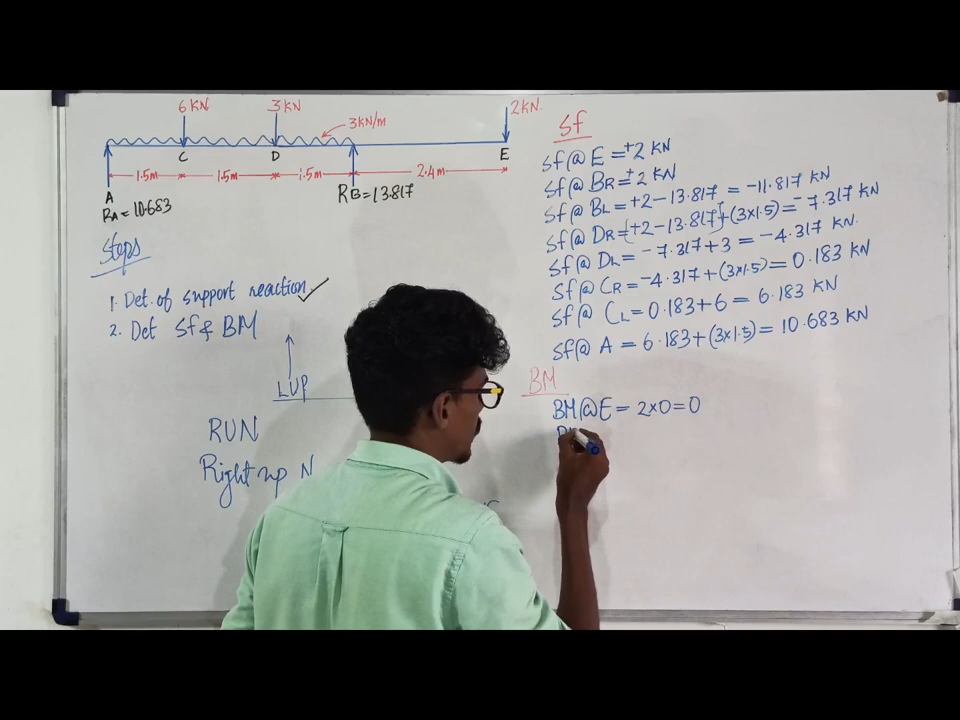 6KN 3KN 2KN.
3KN/m
C D E
1.5m 1.5m 1.5m 2.4m
A
RA = 10.683 RB = 13.817
Steps
1. Det. of support reaction ✓
2. Det Sf & BM
LUP
RUN
Right up N
Sf
Sf@ E = +2 KN
Sf@ BR = +2 KN
Sf@ BL = +2 - 13.817 = -11.817 KN
Sf@ DR = [+2 - 13.817] + (3×1.5) = -7.317 KN
Sf@ DL = -7.317 + 3 = -4.317 KN.
Sf@ CR = -4.317 + (3×1.5) = 0.183 KN
Sf@ CL = 0.183 + 6 = 6.183 KN
Sf@ A = 6.183 + (3×1.5) = 10.683 KN
BM
BM@E = 2×0 = 0